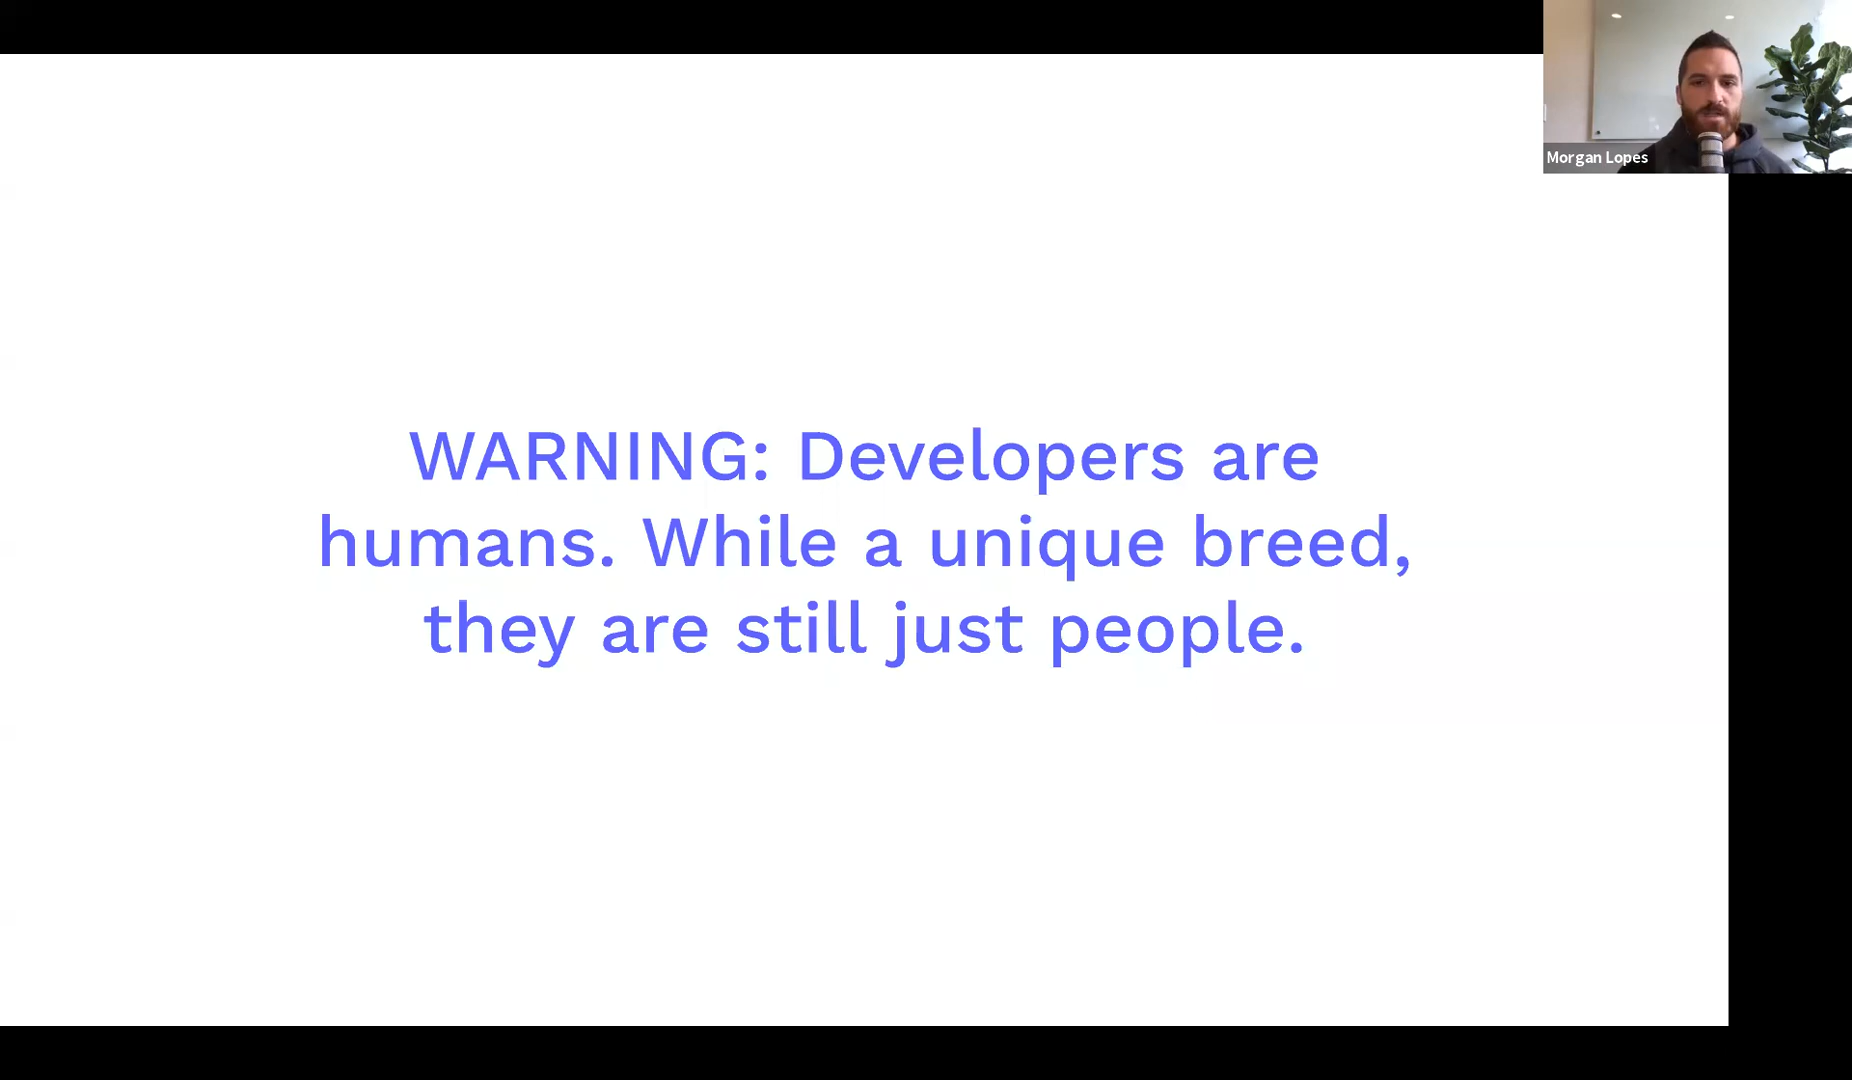 Morgan Lopes
WARNING: Developers are
humans. While a unique breed,
they are still just people.